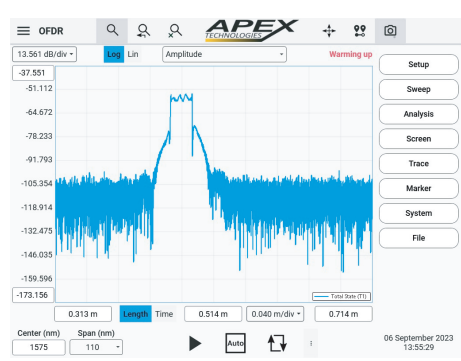 OFDR
APEX
TECHNOLOGIES
13.561 dB/div
Log Lin
Amplitude
Warming up
-37.551
-51.112
-64.672
-78.233
-91.793
-105.354
-118.914
-132.475
-146.035
-159.596
-173.156
Total State (T1)
0.313 m
Length Time
0.514 m
0.040 m/div
0.714 m
Center (nm)
1575
Span (nm)
110
Auto
Setup
Sweep
Analysis
Screen
Trace
Marker
System
File
06 September 2023
13:55:29